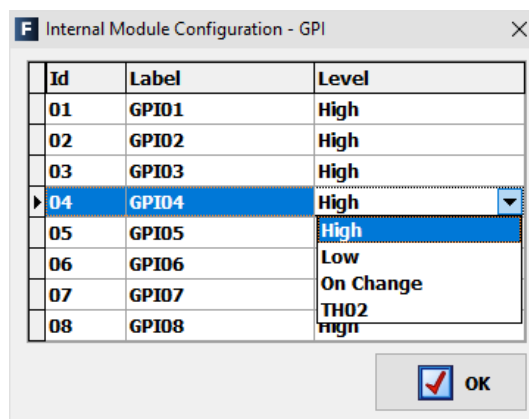 F Internal Module Configuration - GPI
Id Label Level
01 GPI01 High
02 GPI02 High
03 GPI03 High
04 GPI04 High
05 GPI05 High
06 GPI06 Low
07 GPI07 On Change
TH02
08 GPI08 High
OK